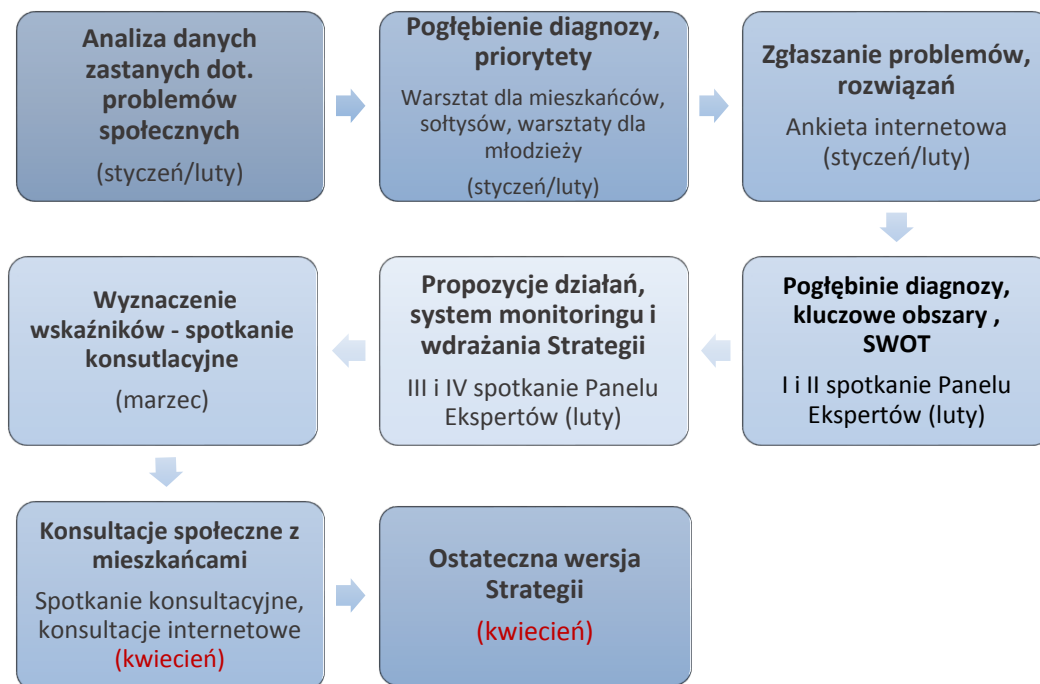 Analiza danych
zastanych dot.
problemów
społecznych
(styczeń/luty)
Pogłębienie diagnozy,
priorytety
Warsztat dla mieszkańców,
sołtysów, warsztaty dla
młodzieży
(styczeń/luty)
Zgłaszanie problemów,
rozwiązań
Ankieta internetowa
(styczeń/luty)
Pogłębinie diagnozy,
kluczowe obszary ,
SWOT
I i II spotkanie Panelu
Ekspertów (luty)
Propozycje działań,
system monitoringu i
wdrażania Strategii
III i IV spotkanie Panelu
Ekspertów (luty)
Wyznaczenie
wskaźników - spotkanie
konsutlacyjne
(marzec)
Konsultacje społeczne z
mieszkańcami
Spotkanie konsultacyjne,
konsultacje internetowe
(kwiecień)
Ostateczna wersja
Strategii
(kwiecień)